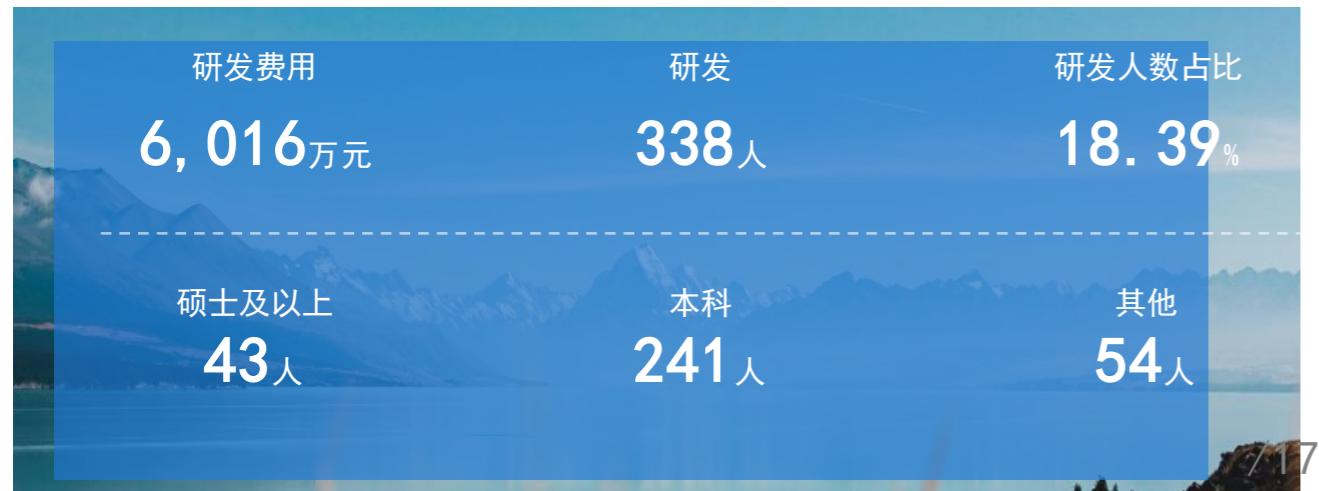 研发费用 研发 研发人数占比
6,016万元 338人 18.39%
硕士及以上 本科 其他
43人 241人 54人
/17